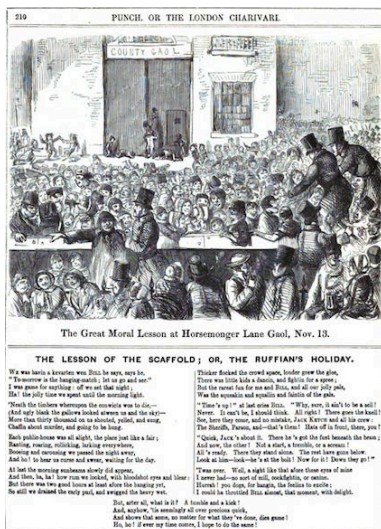 210
PUNCH, OR THE LONDON CHARIVARI.
COUNTY GAOL
The Great Moral Lesson at Horsemonger Lane Gaol, Nov. 13.
THE LESSON OF THE SCAFFOLD; OR, THE RUFFIAN'S HOLIDAY.
WE was havin a kevarten wen BILL he says, says he,
"To-morrow is the hanging-match; let us go and see."
I was game for anything: off we set that night;
Ha! the jolly time we spent until the morning light.
'Neath the timbers whereupon the convicts was to die,—
(And ugly black the gallows looked atween us and the sky)—
More than thirty thousand on us shouted, yelled, and sung,
Chaffin about murder, and going to be hung.
Each public-house was all alight, the place just like a fair;
Ranting, roaring, rollicking, larking everywhere,
Boosing and carousing we passed the night away,
And ho! to hear us curse and swear, waiting for the day.
At last the morning sunbeams slowly did appear,
And then, ha, ha! how rum we looked, with bloodshot eyes and blear:
But there was two good hours at least afore the hanging yet,
So still we drained the early purl, and swigged the heavy wet.
Thicker flocked the crowd apace, louder grew the glee,
There was little kids a dancin, and fightin for a spree;
But the rarest fun for me and BILL, and all our jolly pals,
Was the squeakin and squallin and faintin of the gals.
"Time 's up!" at last cries BILL. "Why, sure, it ain't to be a sell!
Never. It can't be, I should think. All right! There goes the knell!
See, here they come, and no mistake, JACK KETCH and all his crew:
The Sheriffs, Parson, and—that's them! Hats off in front, there, you!
"Quick, JACK 's about it. There he 's got the fust beneath the beam;
And now, the other! Not a start, a tremble, or a scream!
All 's ready. There they stand alone. The rest have gone below.
Look at him—look—he 's at the bolt! Now for it! Down they go!"
'Twas over. Well, a sight like that afore these eyes of mine
I never had—no sort of mill, cockfightin, or canine.
Hurrah! you dogs, for hangin, the feelins to excite;
I could ha throttled BILL almost, that moment, with delight.
But, arter all, what is it? A tumble and a kick!
And, anyhow, 'tis seemingly all over precious quick,
And shows that some, no matter for what they 've done, dies game!
Ho, ho! if ever my time comes, I hope to do the same!